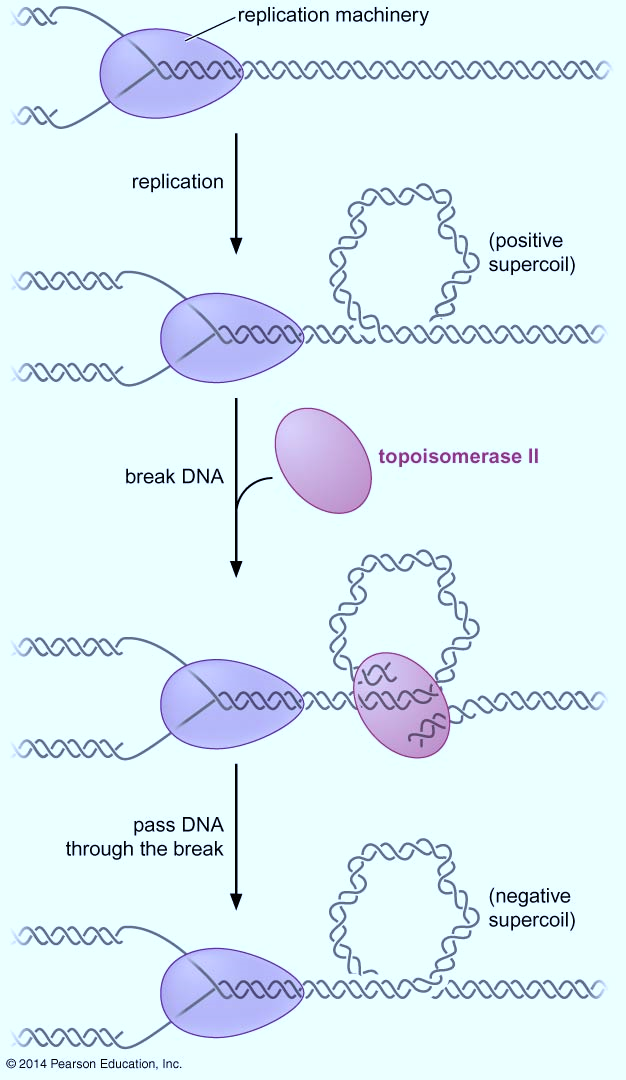 replication machinery
replication
(positive
supercoil)
break DNA
topoisomerase II
pass DNA
through the break
(negative
supercoil)
© 2014 Pearson Education, Inc.